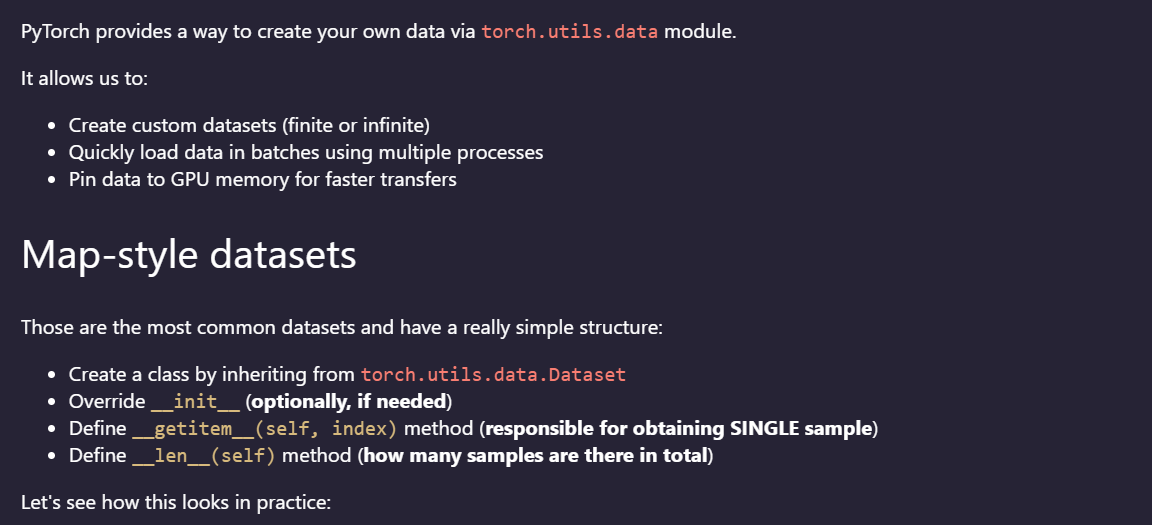 PyTorch provides a way to create your own data via torch.utils.data module.
It allows us to:
• Create custom datasets (finite or infinite)
• Quickly load data in batches using multiple processes
• Pin data to GPU memory for faster transfers
Map-style datasets
Those are the most common datasets and have a really simple structure:
• Create a class by inheriting from torch.utils.data.Dataset
• Override __init__ (optionally, if needed)
• Define __getitem__(self, index) method (responsible for obtaining SINGLE sample)
• Define __len__(self) method (how many samples are there in total)
Let's see how this looks in practice: